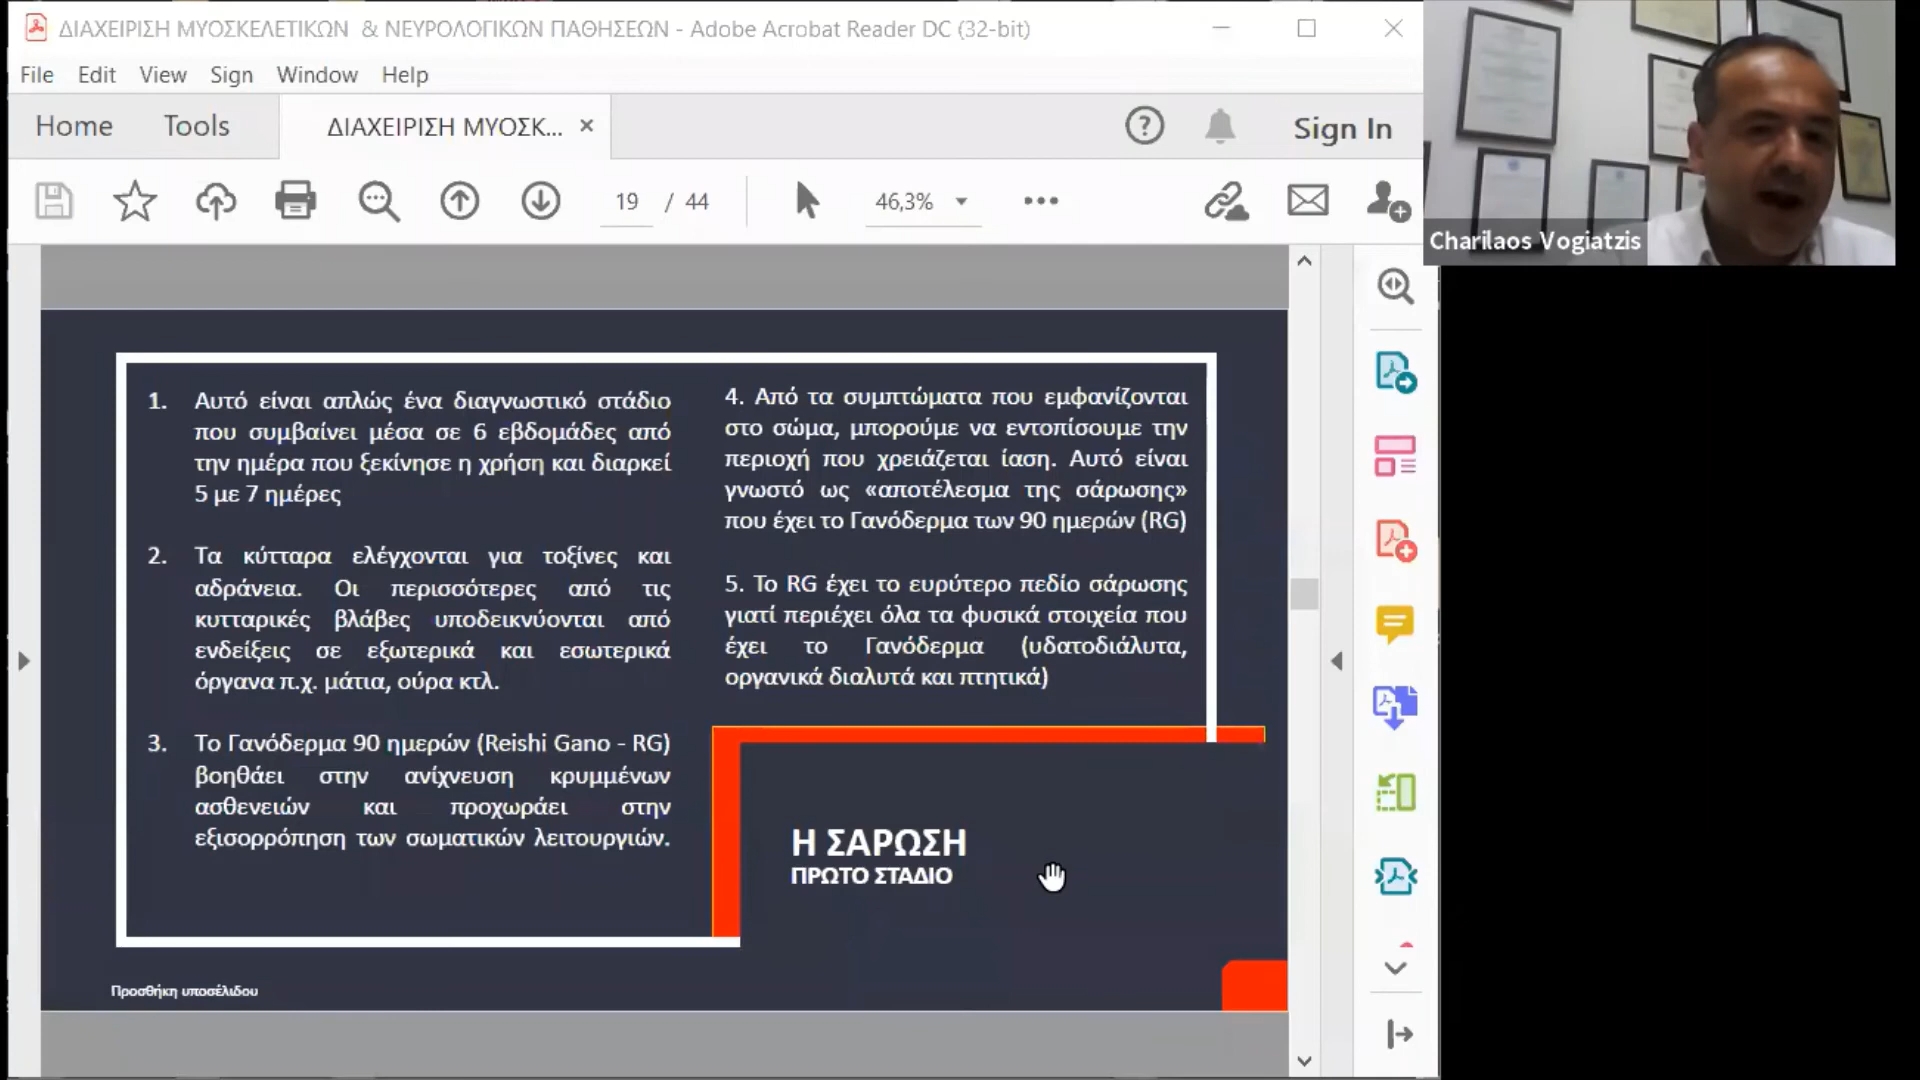 ΔΙΑΧΕΙΡΙΣΗ ΜΥΟΣΚΕΛΕΤΙΚΩΝ & ΝΕΥΡΟΛΟΓΙΚΩΝ ΠΑΘΗΣΕΩΝ - Adobe Acrobat Reader DC (32-bit)
File Edit View Sign Window Help
Home Tools ΔΙΑΧΕΙΡΙΣΗ ΜΥΟΣΚ... × Sign In
19 / 44 46,3%
Charilaos Vogiatzis
1. Αυτό είναι απλώς ένα διαγνωστικό στάδιο
που συμβαίνει μέσα σε 6 εβδομάδες από
την ημέρα που ξεκίνησε η χρήση και διαρκεί
5 με 7 ημέρες
2. Τα κύτταρα ελέγχονται για τοξίνες και
αδράνεια. Οι περισσότερες από τις
κυτταρικές βλάβες υποδεικνύονται από
ενδείξεις σε εξωτερικά και εσωτερικά
όργανα π.χ. μάτια, ούρα κτλ.
3. Το Γανόδερμα 90 ημερών (Reishi Gano - RG)
βοηθάει στην ανίχνευση κρυμμένων
ασθενειών και προχωράει στην
εξισορρόπηση των σωματικών λειτουργιών.
4. Από τα συμπτώματα που εμφανίζονται
στο σώμα, μπορούμε να εντοπίσουμε την
περιοχή που χρειάζεται ίαση. Αυτό είναι
γνωστό ως «αποτέλεσμα της σάρωσης»
που έχει το Γανόδερμα των 90 ημερών (RG)
5. Το RG έχει το ευρύτερο πεδίο σάρωσης
γιατί περιέχει όλα τα φυσικά στοιχεία που
έχει το Γανόδερμα (υδατοδιάλυτα,
οργανικά διαλυτά και πτητικά)
Η ΣΑΡΩΣΗ
ΠΡΩΤΟ ΣΤΑΔΙΟ
Προσθήκη υποσέλιδου